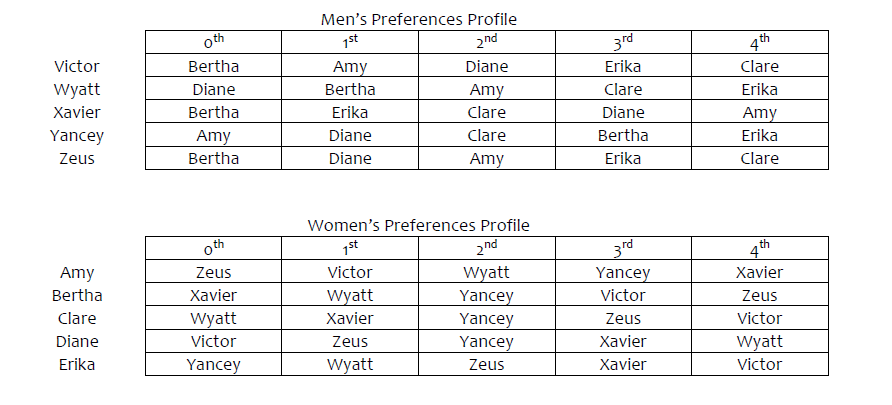 Men’s Preferences Profile
0th 1st 2nd 3rd 4th
Victor Bertha Amy Diane Erika Clare
Wyatt Diane Bertha Amy Clare Erika
Xavier Bertha Erika Clare Diane Amy
Yancey Amy Diane Clare Bertha Erika
Zeus Bertha Diane Amy Erika Clare
Women’s Preferences Profile
0th 1st 2nd 3rd 4th
Amy Zeus Victor Wyatt Yancey Xavier
Bertha Xavier Wyatt Yancey Victor Zeus
Clare Wyatt Xavier Yancey Zeus Victor
Diane Victor Zeus Yancey Xavier Wyatt
Erika Yancey Wyatt Zeus Xavier Victor